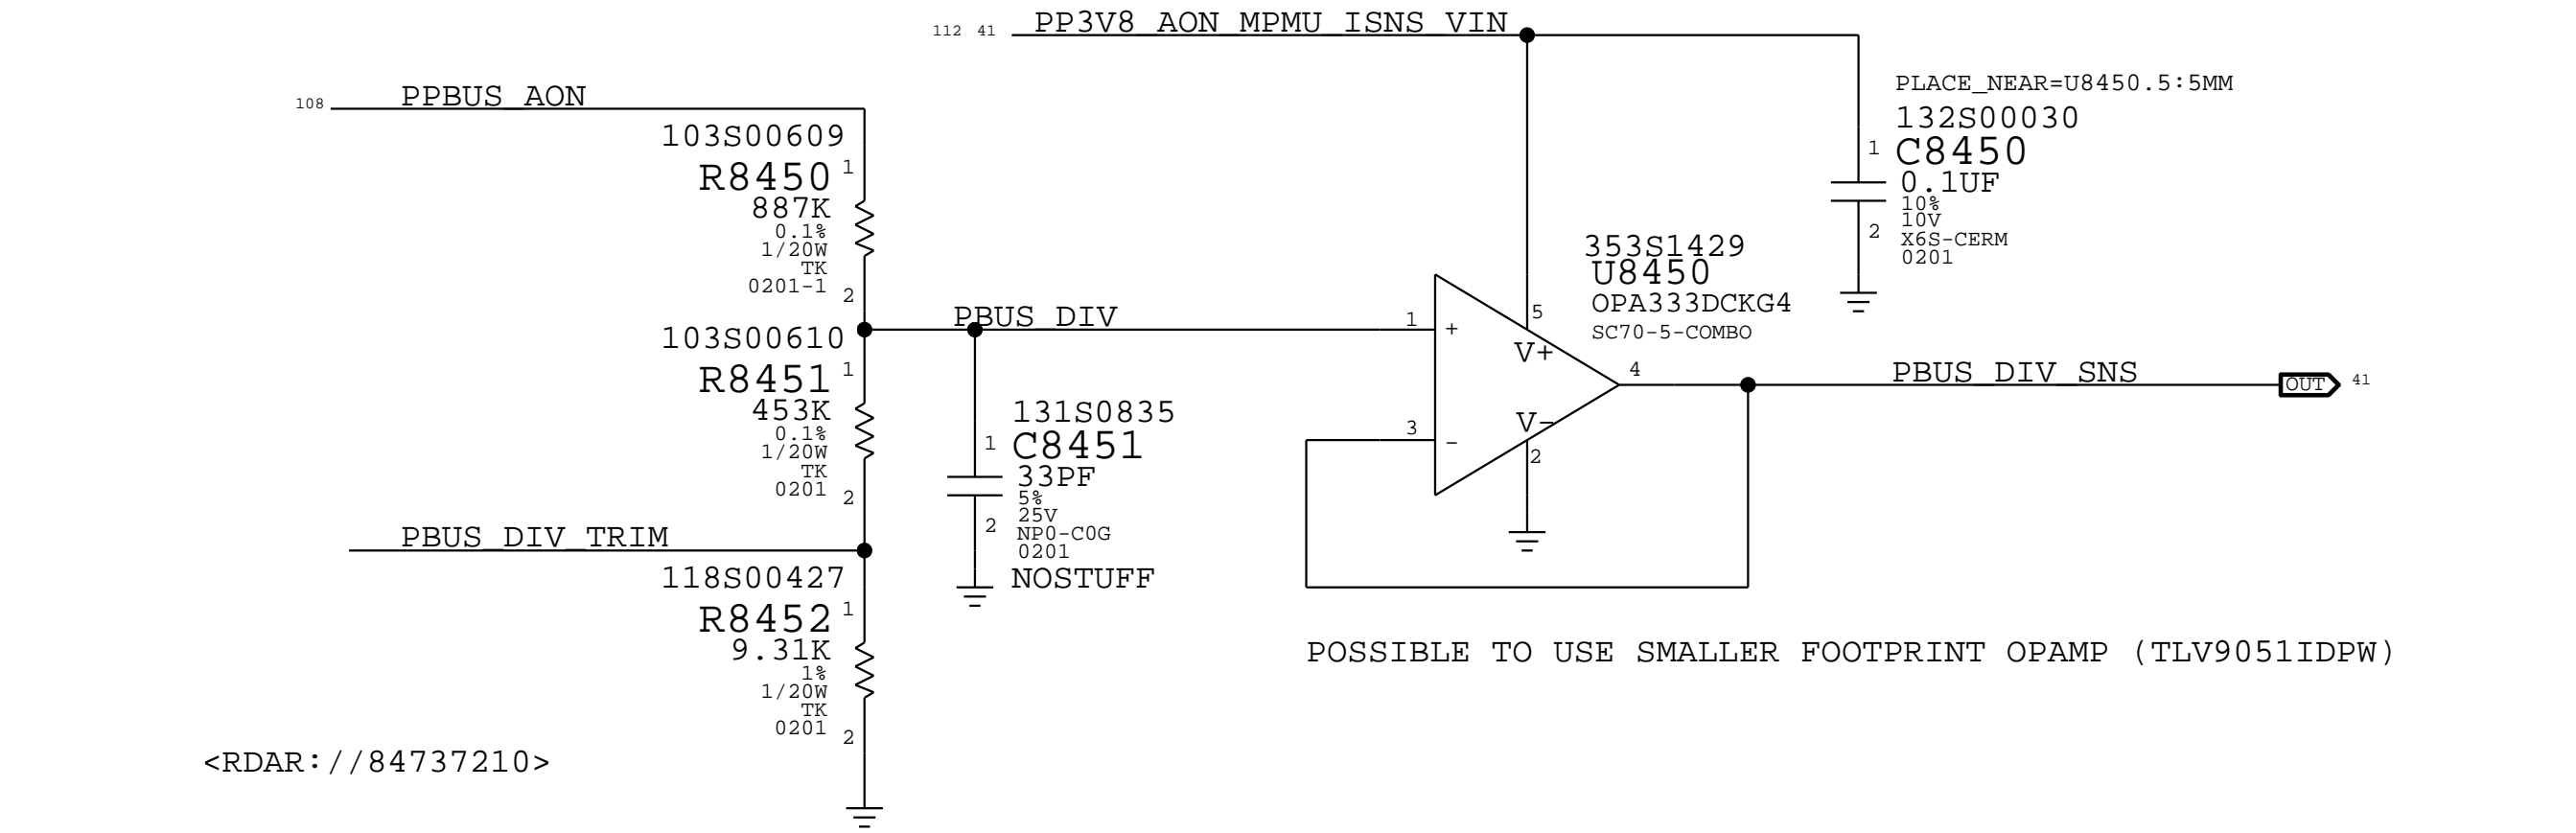 112 41 PP3V8_AON_MPMU_ISNS_VIN
108 PPBUS_AON
103S00609
R8450
887K
0.1%
1/20W
TK
0201-1
1
2
103S00610
R8451
453K
0.1%
1/20W
TK
0201
1
2
PBUS_DIV_TRIM
118S00427
R8452
9.31K
1%
1/20W
TK
0201
1
2
<RDAR://84737210>
PBUS_DIV
131S0835
1 C8451
33PF
5%
25V
2 NP0-C0G
0201
NOSTUFF
1 +
3 -
5
V+
V-
2
4
353S1429
U8450
OPA333DCKG4
SC70-5-COMBO
PLACE_NEAR=U8450.5:5MM
132S00030
1 C8450
0.1UF
10%
10V
2 X6S-CERM
0201
PBUS_DIV_SNS OUT 41
POSSIBLE TO USE SMALLER FOOTPRINT OPAMP (TLV9051IDPW)